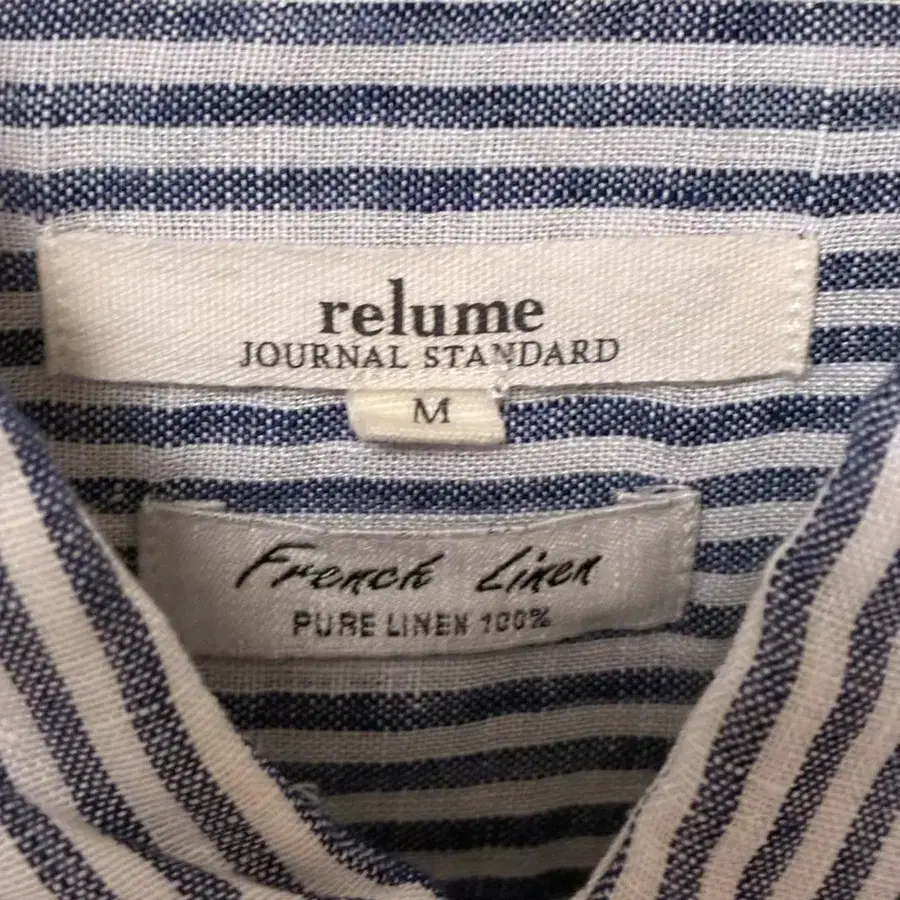 relume
JOURNAL STANDARD
M
French Linen
PURE LINEN 100%